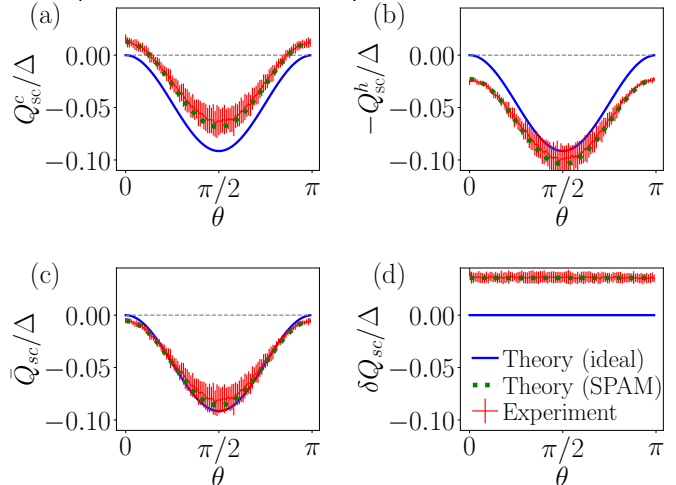 (a)
Q^c_sc/Δ
0.00
−0.05
−0.10
0
π/2
π
θ
(b)
−Q^h_sc/Δ
0.00
−0.05
−0.10
0
π/2
π
θ
(c)
Q̄_sc/Δ
0.00
−0.05
−0.10
0
π/2
π
θ
(d)
δQ_sc/Δ
0.00
−0.05
−0.10
0
π/2
π
θ
Theory (ideal)
Theory (SPAM)
Experiment